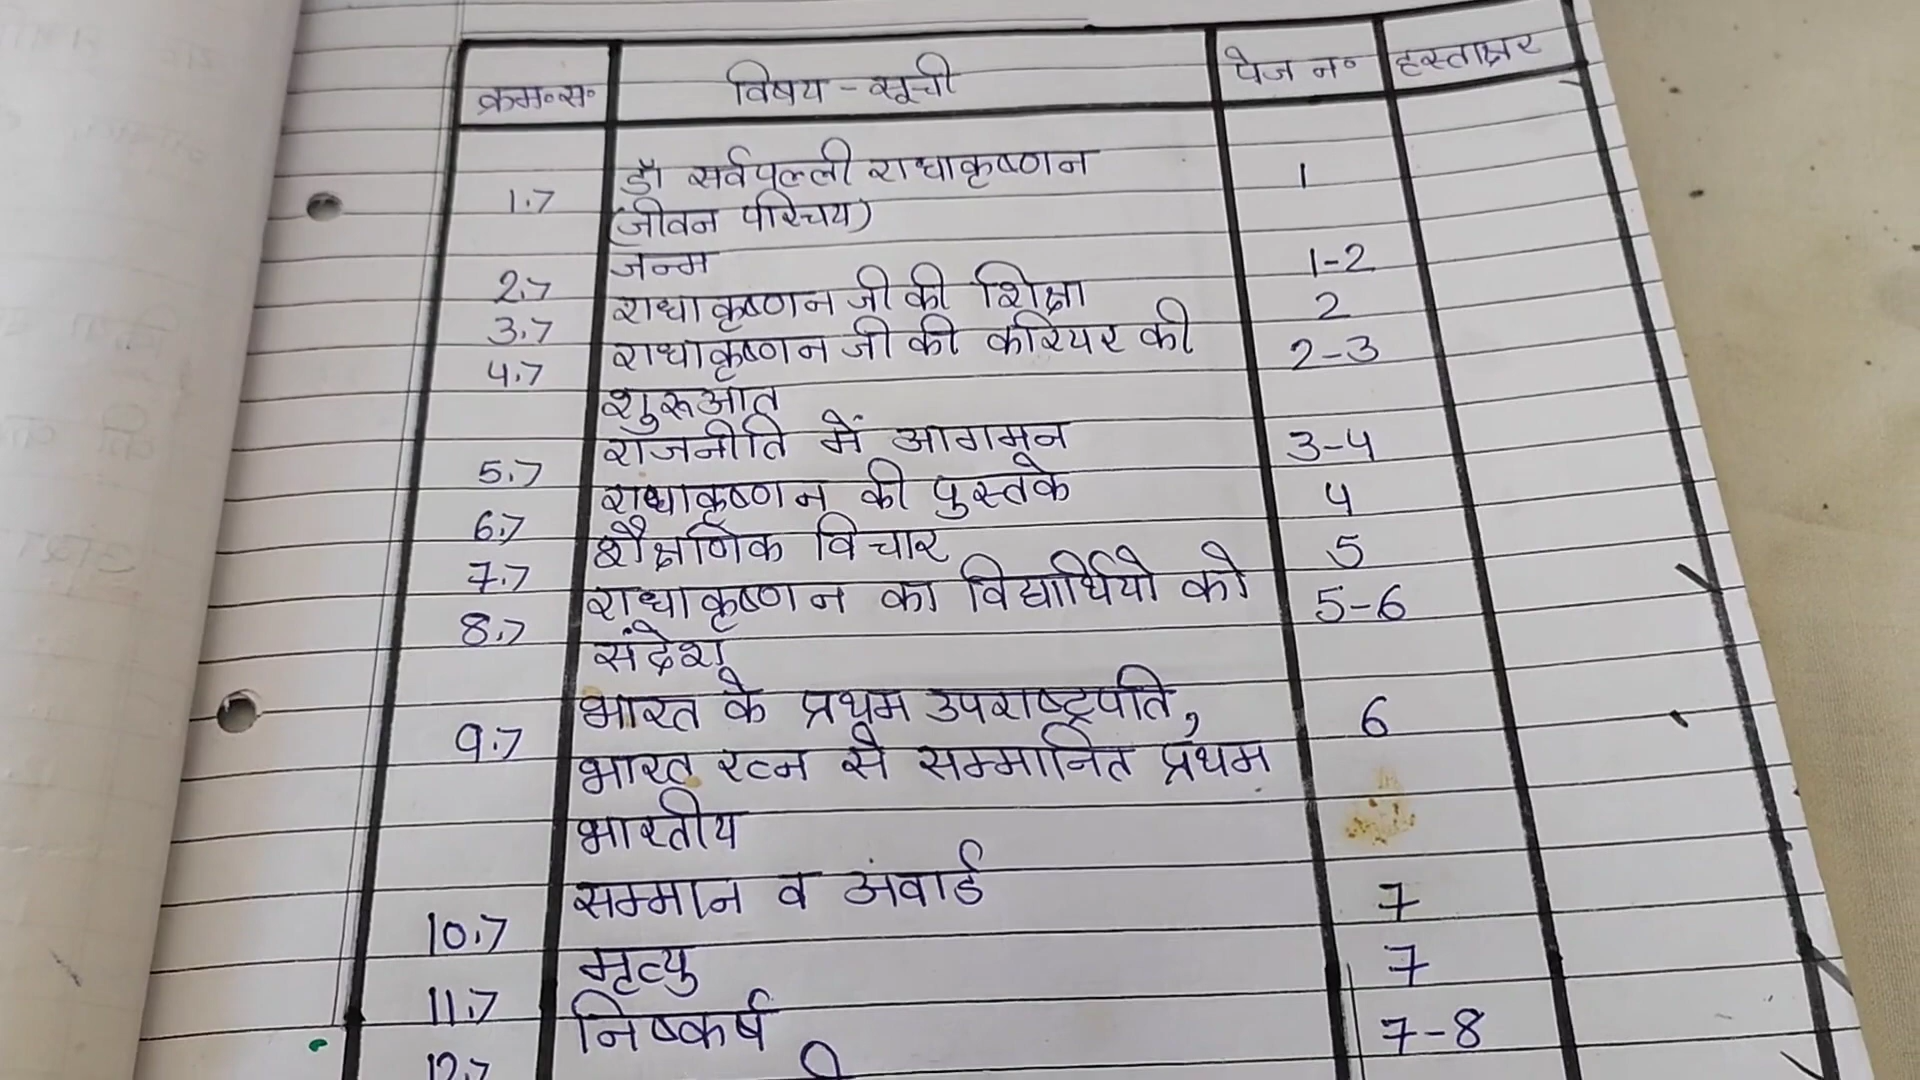 क्रम॰स॰ विषय - सूची पेज न॰ हस्ताक्षर
1.7 डॉ सर्वपल्ली राधाकृष्णन 1
(जीवन परिचय)
2.7 जन्म 1-2
3.7 राधाकृष्णन जी की शिक्षा 2
4.7 राधाकृष्णन जी की करियर की 2-3
शुरूआत
5.7 राजनीति में आगमन 3-4
6.7 राधाकृष्णन की पुस्तके 4
7.7 शैक्षणिक विचार 5
8.7 राधाकृष्णन का विद्यार्थियो को 5-6
संदेश
9.7 भारत के प्रथम उपराष्ट्रपति, 6
भारत रत्न से सम्मानित प्रथम
भारतीय
10.7 सम्मान व अवार्ड 7
11.7 मृत्यु 7
12.7 निष्कर्ष 7-8